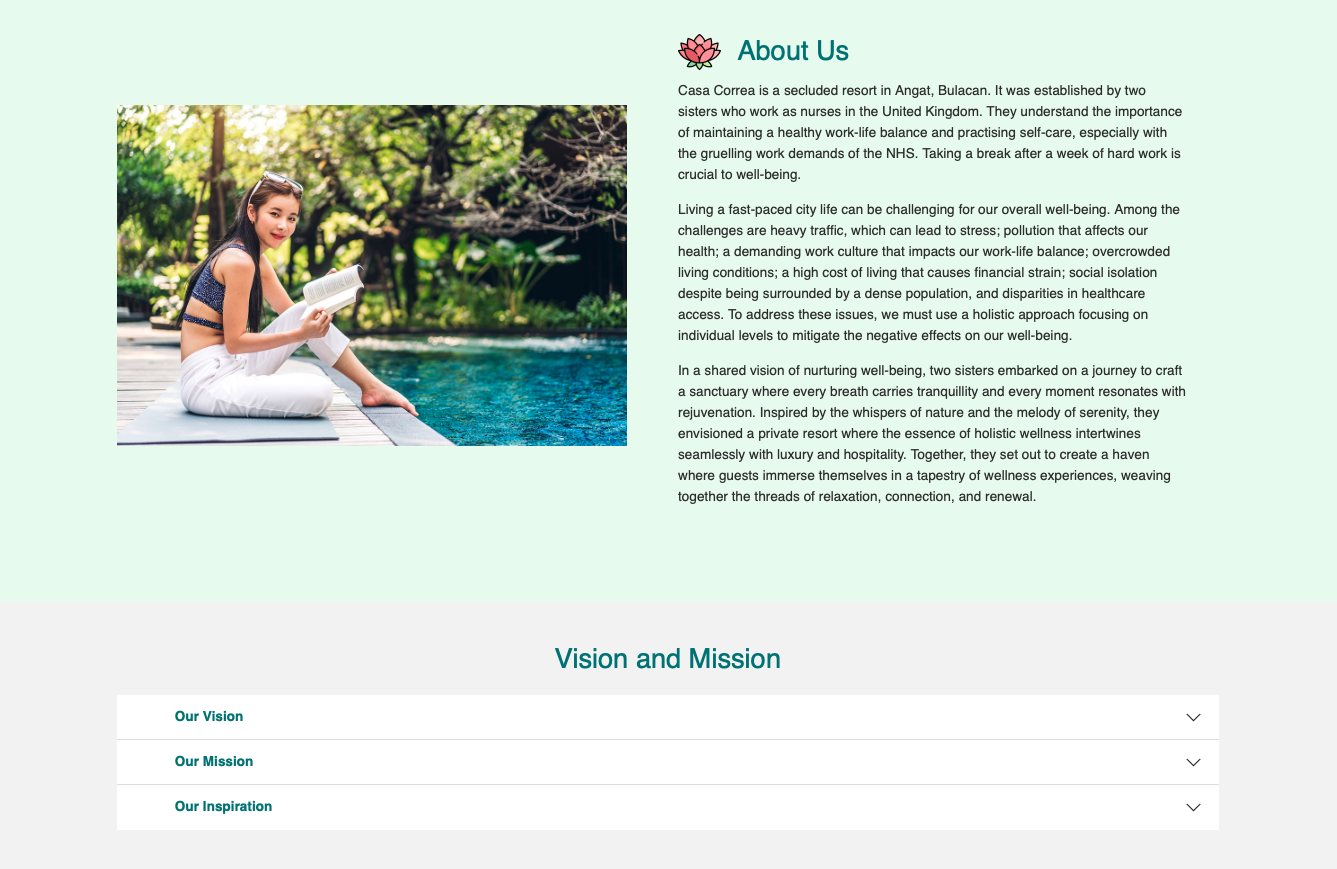 About Us
Casa Correa is a secluded resort in Angat, Bulacan. It was established by two
sisters who work as nurses in the United Kingdom. They understand the importance
of maintaining a healthy work-life balance and practising self-care, especially with
the gruelling work demands of the NHS. Taking a break after a week of hard work is
crucial to well-being.
Living a fast-paced city life can be challenging for our overall well-being. Among the
challenges are heavy traffic, which can lead to stress; pollution that affects our
health; a demanding work culture that impacts our work-life balance; overcrowded
living conditions; a high cost of living that causes financial strain; social isolation
despite being surrounded by a dense population, and disparities in healthcare
access. To address these issues, we must use a holistic approach focusing on
individual levels to mitigate the negative effects on our well-being.
In a shared vision of nurturing well-being, two sisters embarked on a journey to craft
a sanctuary where every breath carries tranquillity and every moment resonates with
rejuvenation. Inspired by the whispers of nature and the melody of serenity, they
envisioned a private resort where the essence of holistic wellness intertwines
seamlessly with luxury and hospitality. Together, they set out to create a haven
where guests immerse themselves in a tapestry of wellness experiences, weaving
together the threads of relaxation, connection, and renewal.
Vision and Mission
Our Vision
Our Mission
Our Inspiration